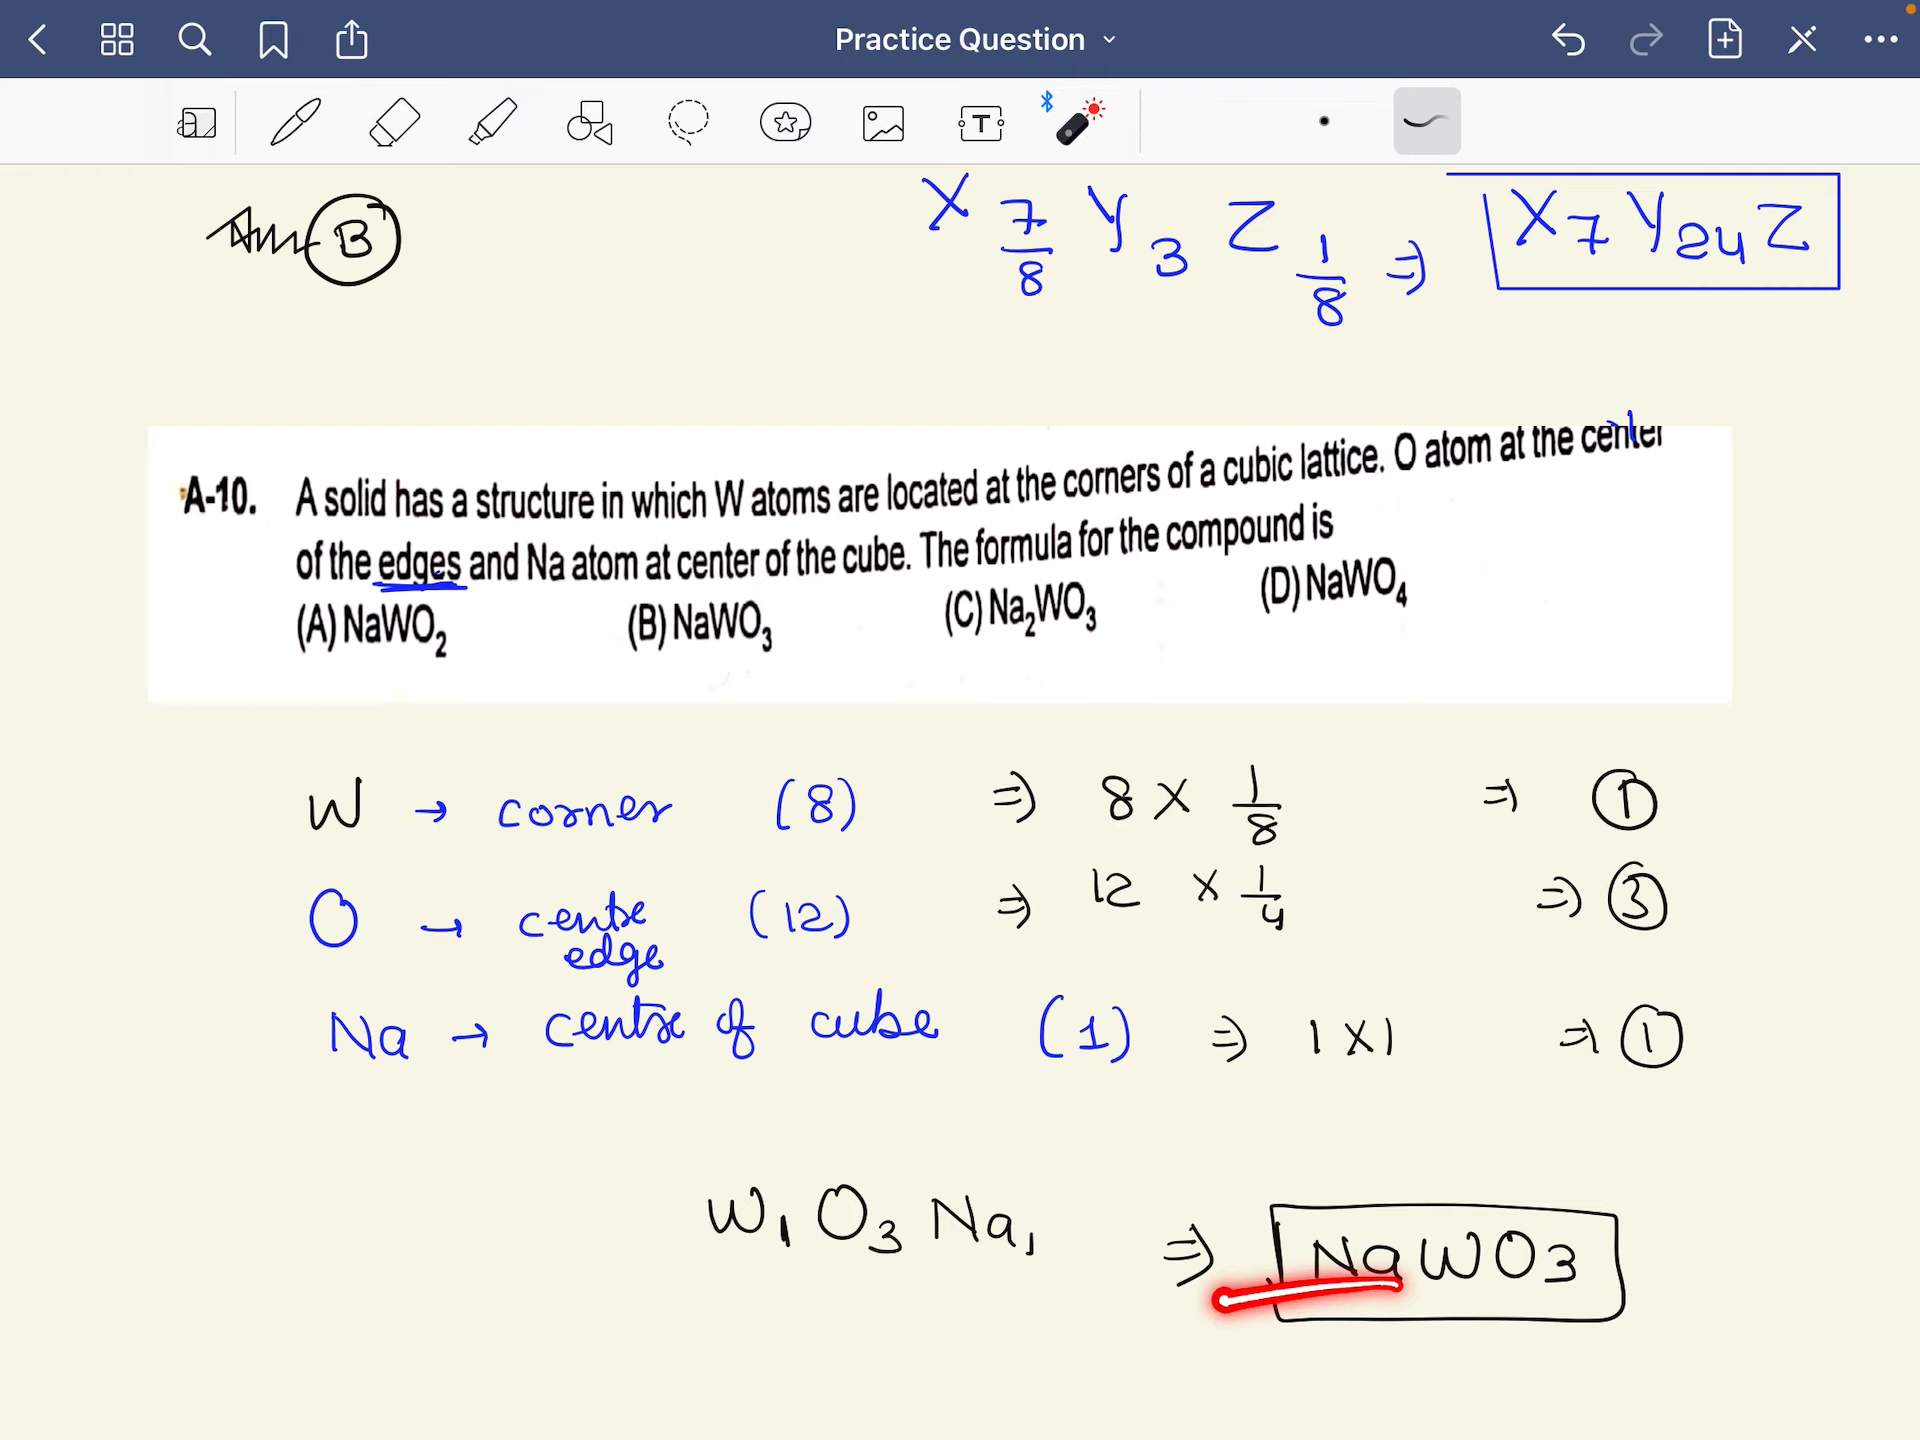 Practice Question
Ans B
X 7/8 Y 3 Z 1/8 ⇒ X7 Y24 Z
A-10. A solid has a structure in which W atoms are located at the corners of a cubic lattice. O atom at the center
of the edges and Na atom at center of the cube. The formula for the compound is
(A) NaWO₂ (B) NaWO₃ (C) Na₂WO₃ (D) NaWO₄
W → corner (8) ⇒ 8 × 1/8 ⇒ 1
O → centre edge (12) ⇒ 12 × 1/4 ⇒ 3
Na → centre of cube (1) ⇒ 1 × 1 ⇒ 1
W₁ O₃ Na₁ ⇒ NaWO₃